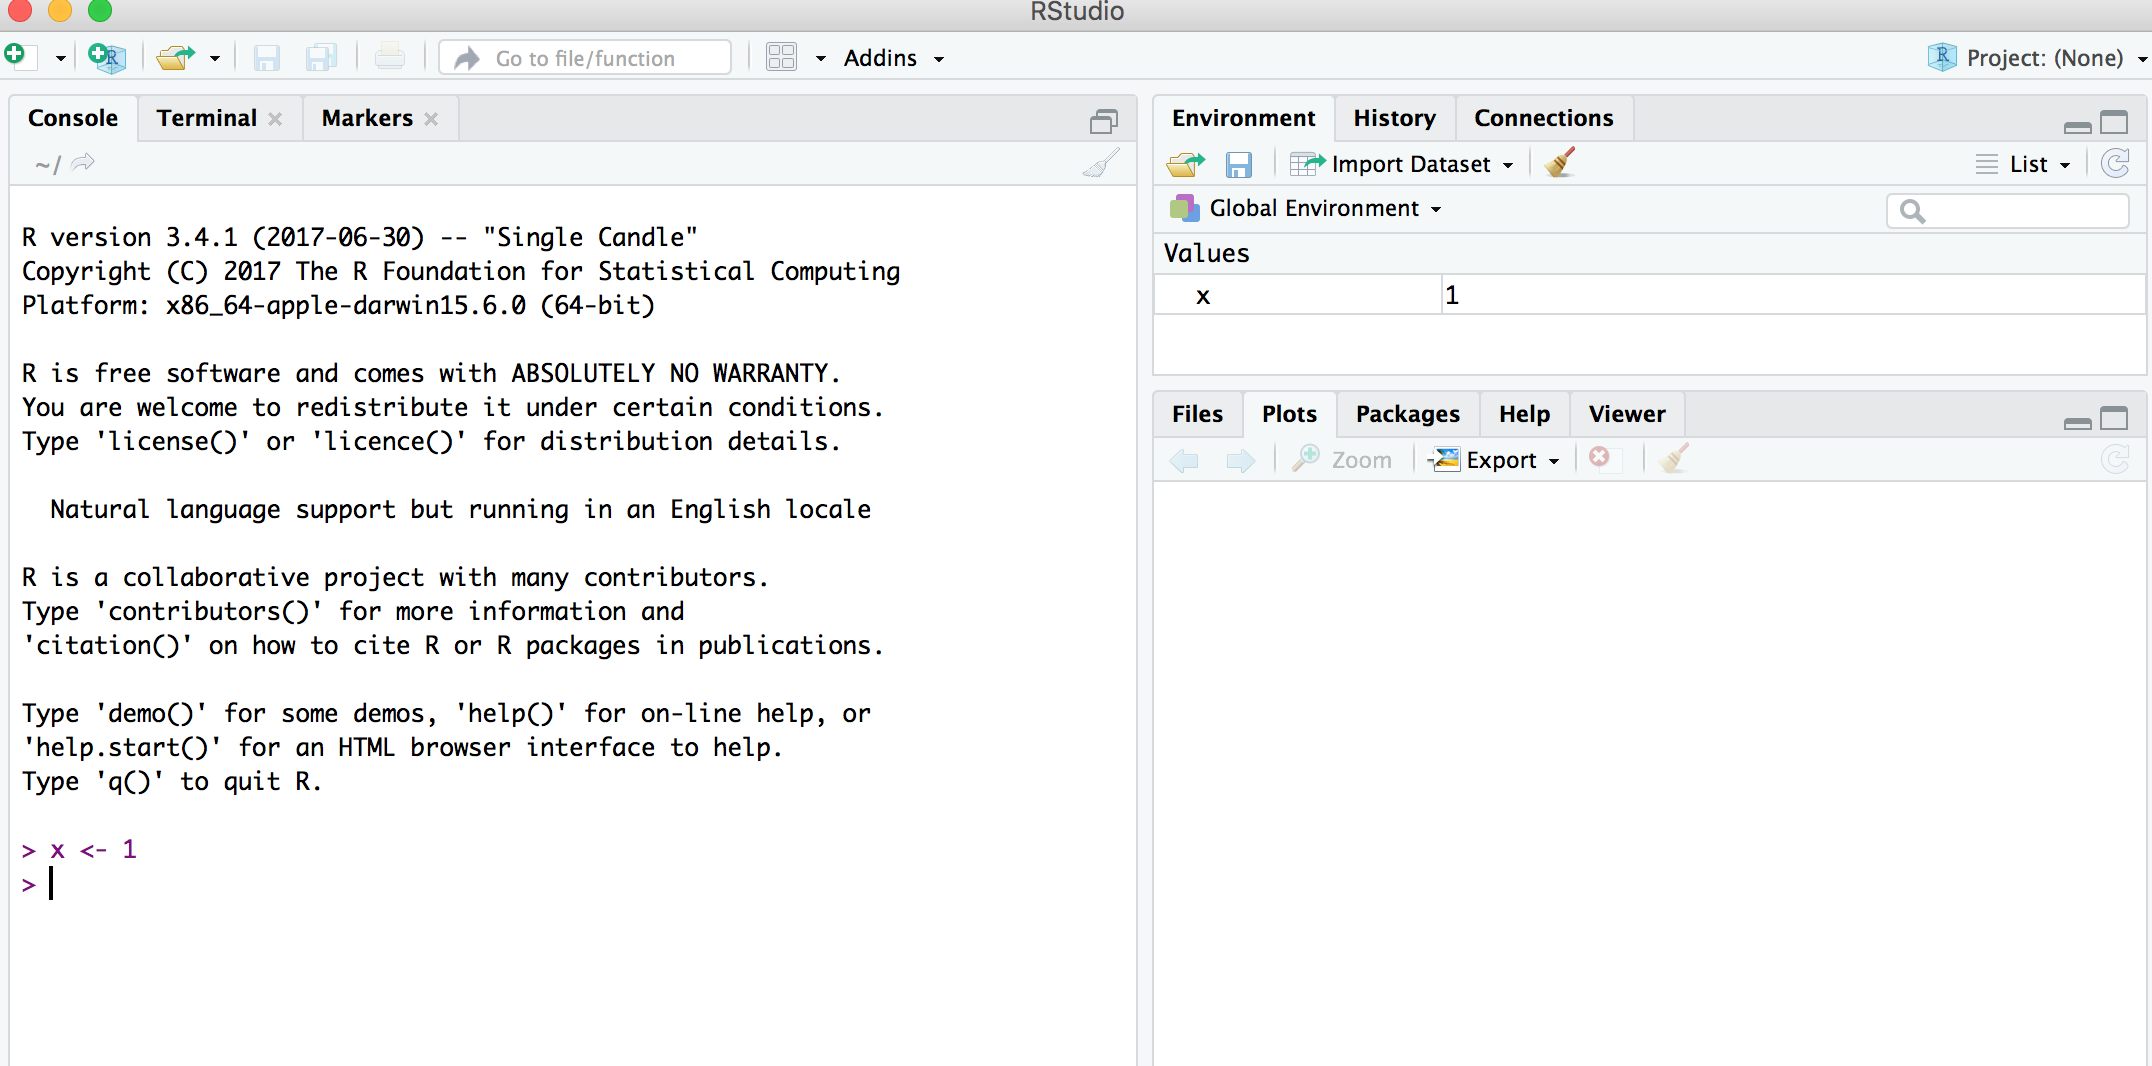 RStudio
Go to file/function
Addins
Project: (None)
Console Terminal Markers
~/
R version 3.4.1 (2017-06-30) -- "Single Candle"
Copyright (C) 2017 The R Foundation for Statistical Computing
Platform: x86_64-apple-darwin15.6.0 (64-bit)
R is free software and comes with ABSOLUTELY NO WARRANTY.
You are welcome to redistribute it under certain conditions.
Type 'license()' or 'licence()' for distribution details.
Natural language support but running in an English locale
R is a collaborative project with many contributors.
Type 'contributors()' for more information and
'citation()' on how to cite R or R packages in publications.
Type 'demo()' for some demos, 'help()' for on-line help, or
'help.start()' for an HTML browser interface to help.
Type 'q()' to quit R.
> x <- 1
>
Environment History Connections
Import Dataset List
Global Environment
Values
x 1
Files Plots Packages Help Viewer
Zoom Export